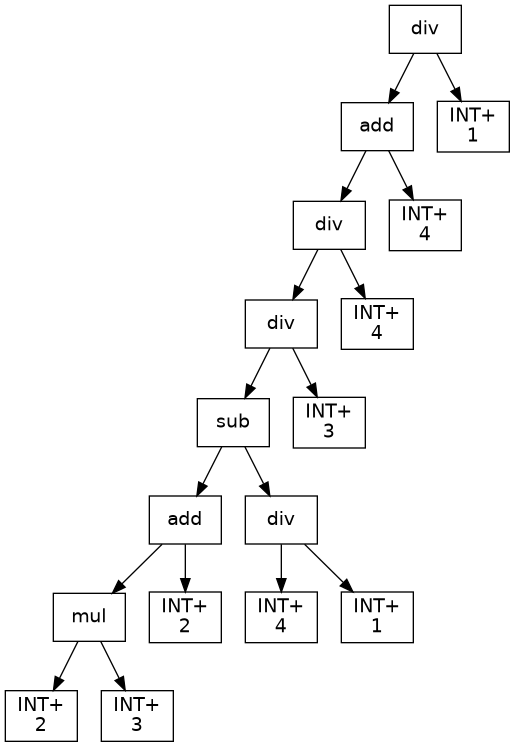 div
add
INT+
1
div
INT+
4
div
INT+
4
sub
INT+
3
add
div
mul
INT+
2
INT+
4
INT+
1
INT+
2
INT+
3